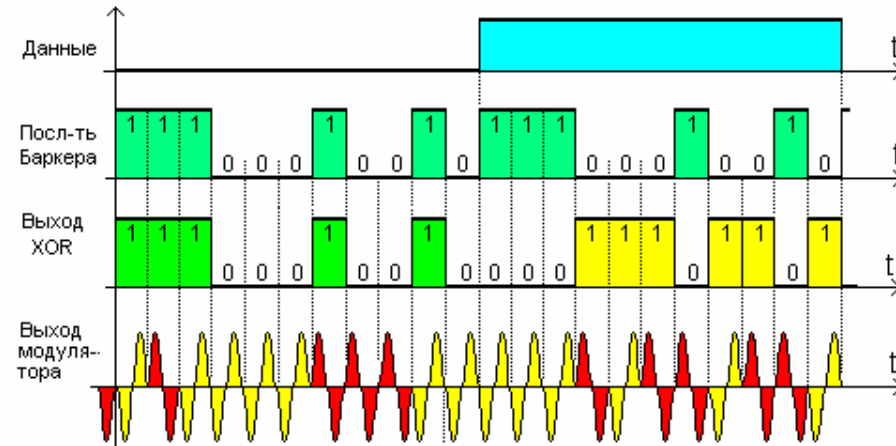 Данные
t
Посл-ть
Баркера
1 1 1 0 0 0 1 0 0 1 0 1 1 1 0 0 0 1 0 0 1 0
t
Выход
XOR
1 1 1 0 0 0 1 0 0 1 0 0 0 0 1 1 1 0 1 1 0 1
t
Выход
модуля-
тора
t